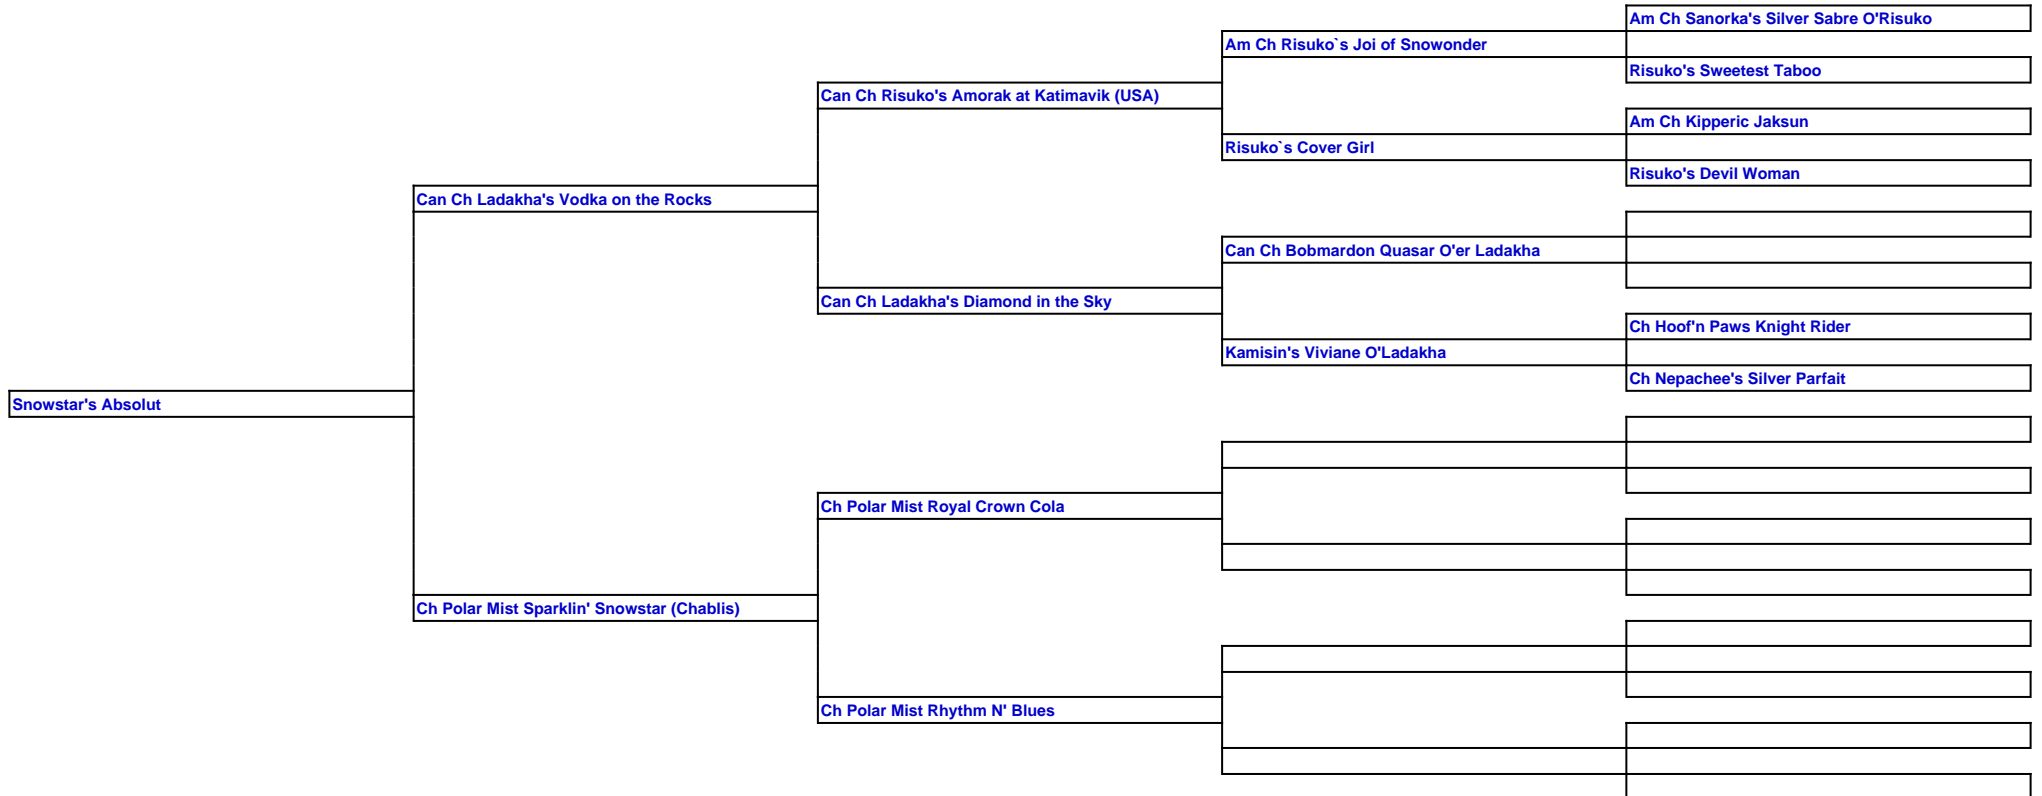 Am Ch Sanorka's Silver Sabre O'Risuko
Am Ch Risuko`s Joi of Snowonder
Risuko's Sweetest Taboo
Can Ch Risuko's Amorak at Katimavik (USA)
Am Ch Kipperic Jaksun
Risuko`s Cover Girl
Risuko's Devil Woman
Can Ch Ladakha's Vodka on the Rocks
Can Ch Bobmardon Quasar O'er Ladakha
Can Ch Ladakha's Diamond in the Sky
Ch Hoof'n Paws Knight Rider
Kamisin's Viviane O'Ladakha
Ch Nepachee's Silver Parfait
Snowstar's Absolut
Ch Polar Mist Royal Crown Cola
Ch Polar Mist Sparklin' Snowstar (Chablis)
Ch Polar Mist Rhythm N' Blues